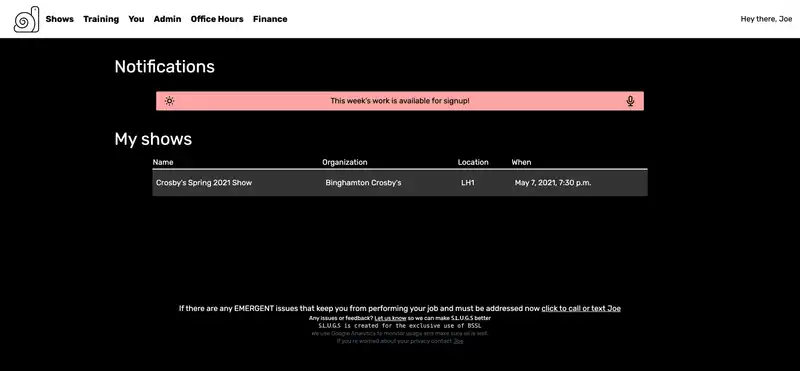 Shows Training You Admin Office Hours Finance Hey there, Joe
Notifications
This week's work is available for signup!
My shows
Name Organization Location When
Crosby's Spring 2021 Show Binghamton Crosby's LH1 May 7, 2021, 7:30 p.m.
If there are any EMERGENT issues that keep you from performing your job and must be addressed now click to call or text Joe
Any issues or feedback? Let us know so we can make S.L.U.G.S better
S.L.U.G.S is created for the exclusive use of BSSL
We use Google Analytics to monitor usage and make sure all is well.
If you're worried about your privacy contact Joe